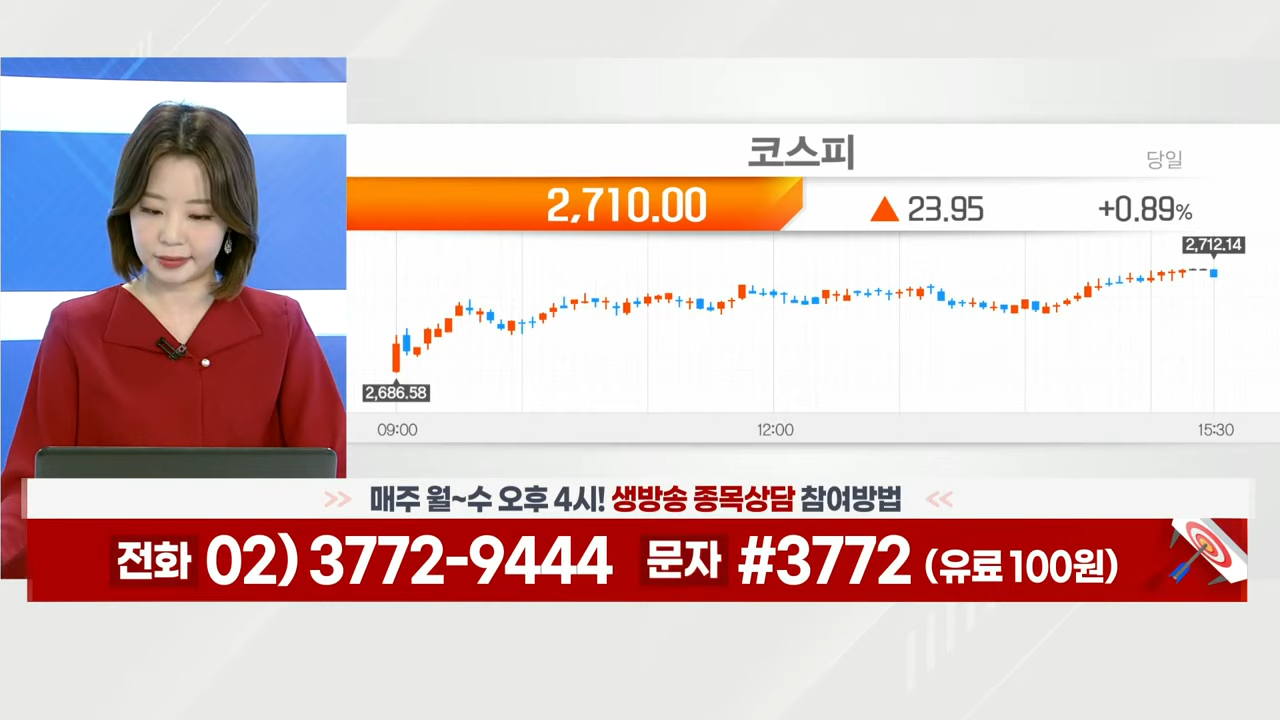 코스피
당일
2,710.00 ▲ 23.95 +0.89%
2,712.14
2,686.58
09:00 12:00 15:30
>> 매주 월~수 오후 4시! 생방송 종목상담 참여방법 <<
전화 02) 3772-9444 문자 #3772 (유료 100원)